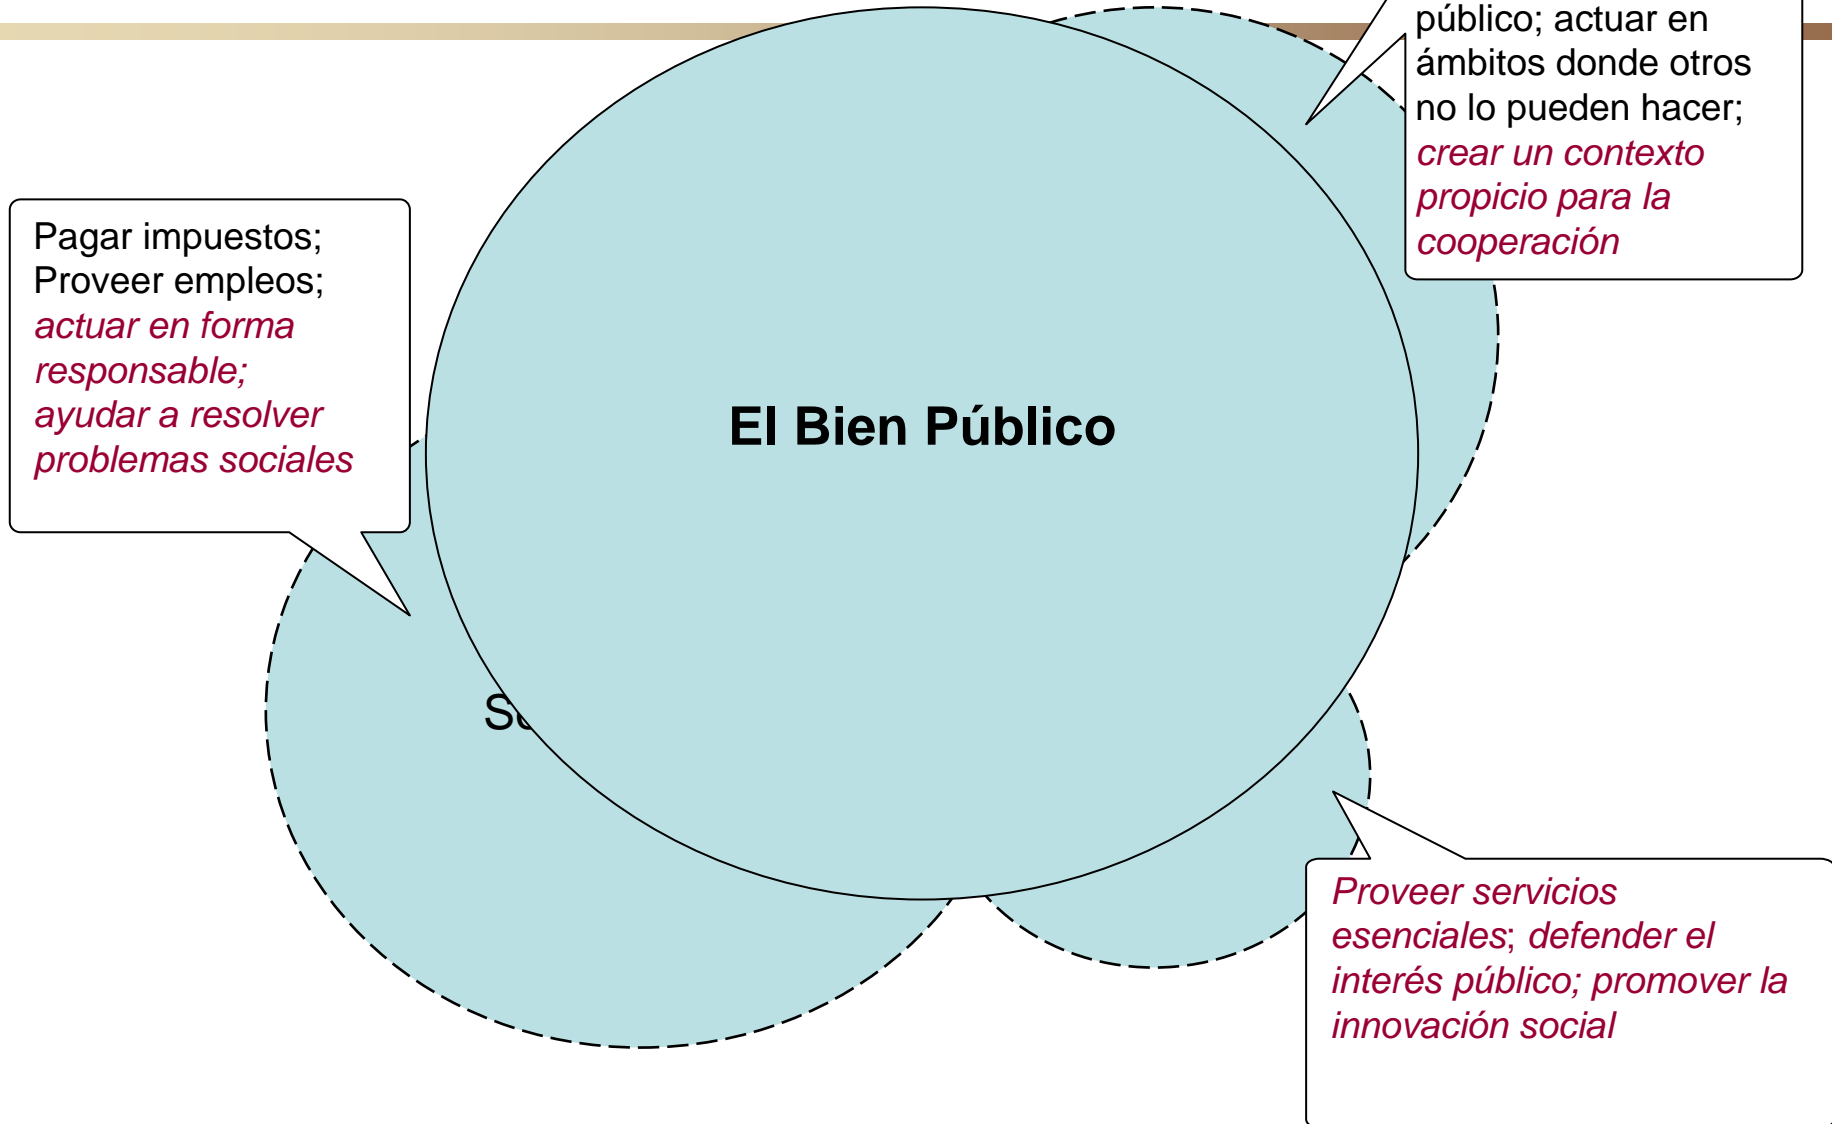 público; actuar en
ámbitos donde otros
no lo pueden hacer;
crear un contexto
propicio para la
cooperación
Pagar impuestos;
Proveer empleos;
actuar en forma
responsable;
ayudar a resolver
problemas sociales
El Bien Público
Proveer servicios
esenciales; defender el
interés público; promover la
innovación social